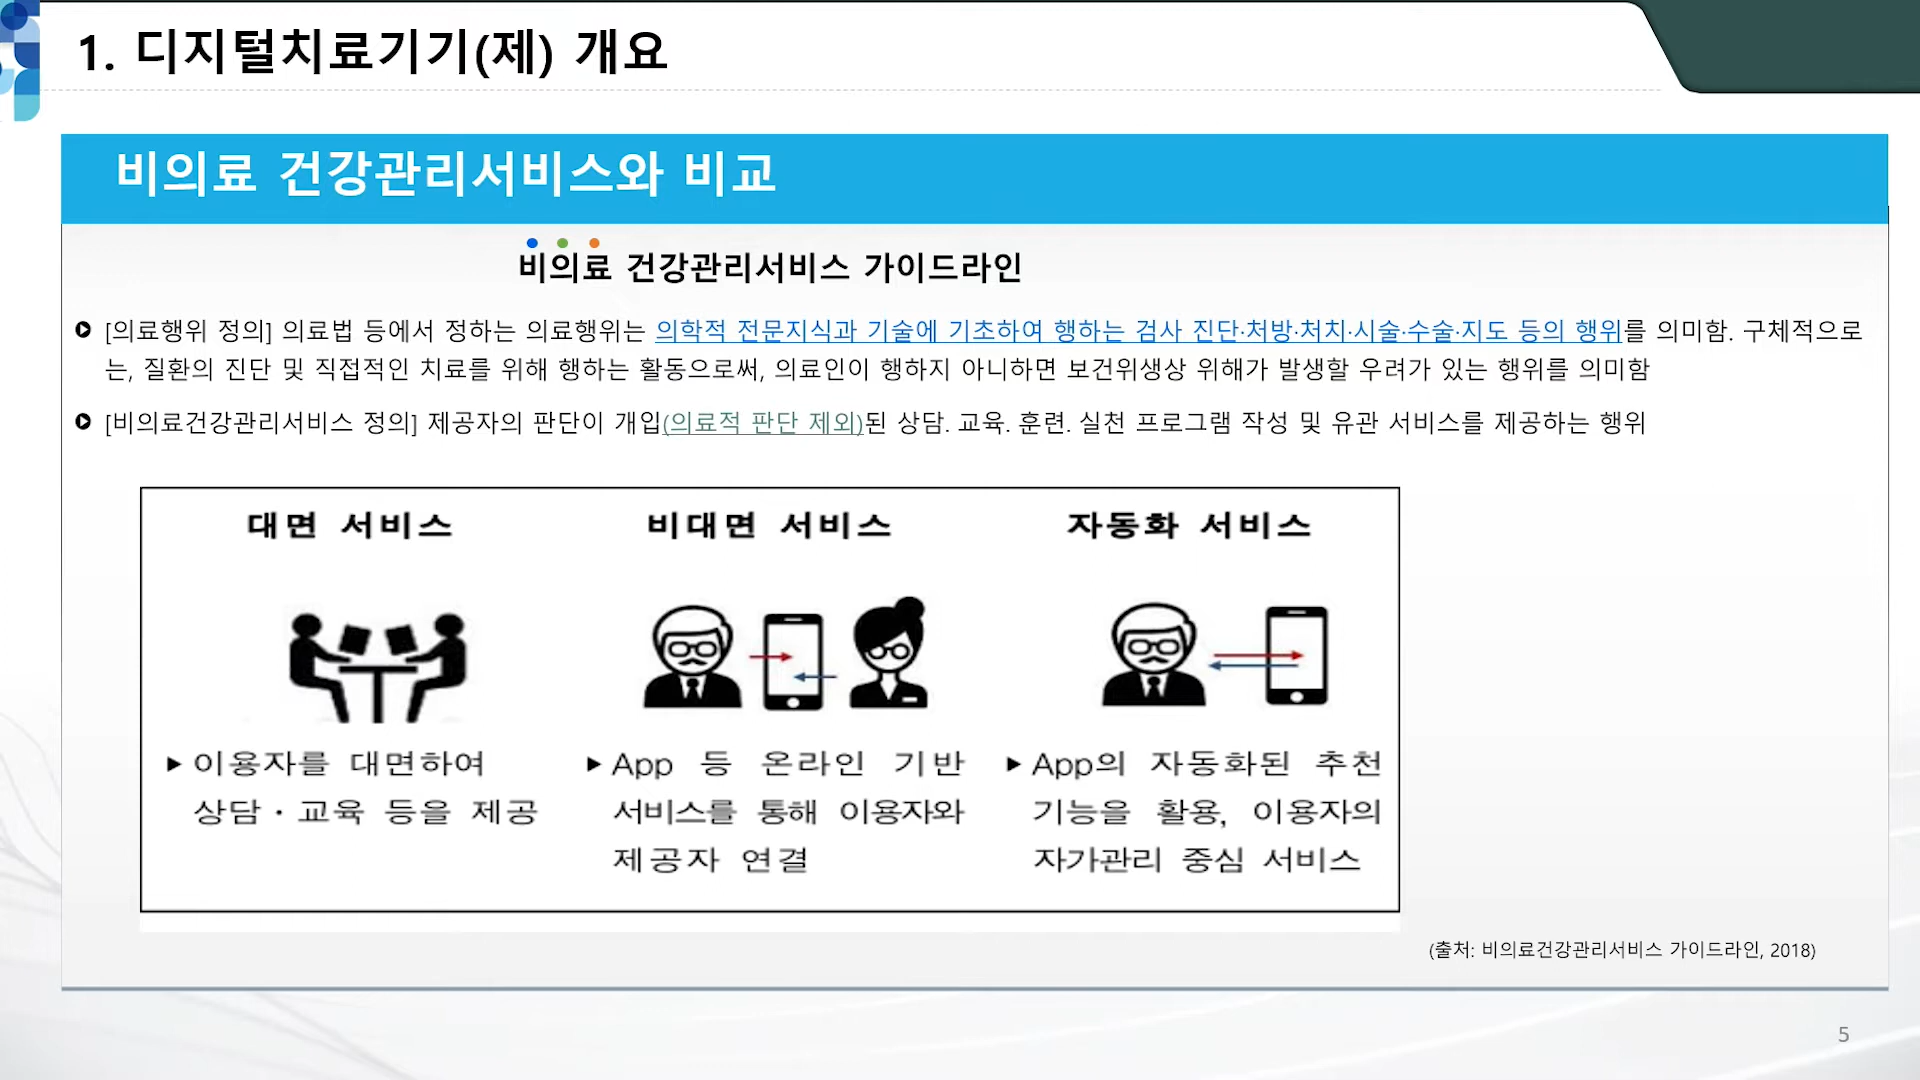 1. 디지털치료기기(제) 개요
비의료 건강관리서비스와 비교
비의료 건강관리서비스 가이드라인
[의료행위 정의] 의료법 등에서 정하는 의료행위는 의학적 전문지식과 기술에 기초하여 행하는 검사 진단·처방·처치·시술·수술·지도 등의 행위를 의미함. 구체적으로
는, 질환의 진단 및 직접적인 치료를 위해 행하는 활동으로써, 의료인이 행하지 아니하면 보건위생상 위해가 발생할 우려가 있는 행위를 의미함
[비의료건강관리서비스 정의] 제공자의 판단이 개입(의료적 판단 제외)된 상담. 교육. 훈련. 실천 프로그램 작성 및 유관 서비스를 제공하는 행위
대면 서비스
▸이용자를 대면하여
상담·교육 등을 제공
비대면 서비스
▸App 등 온라인 기반
서비스를 통해 이용자와
제공자 연결
자동화 서비스
▸App의 자동화된 추천
기능을 활용, 이용자의
자가관리 중심 서비스
(출처: 비의료건강관리서비스 가이드라인, 2018)
5